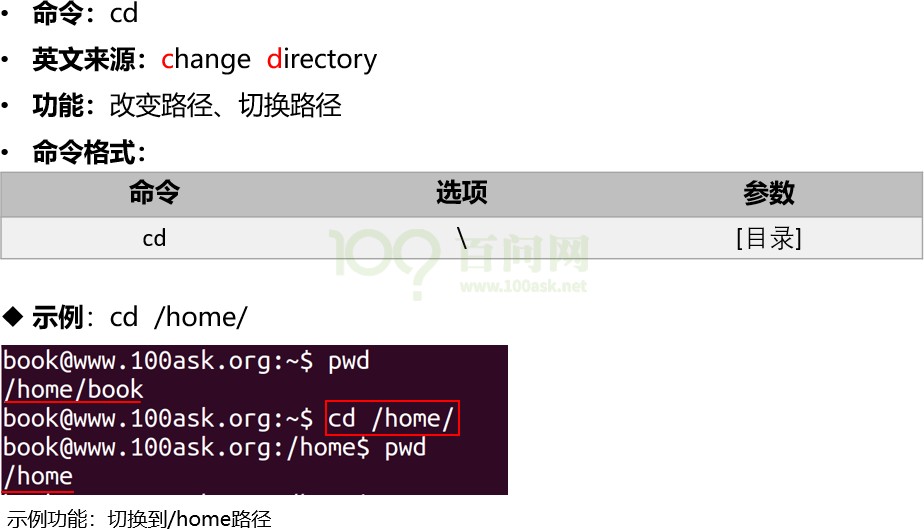 • 命令：cd
• 英文来源：change directory
• 功能：改变路径、切换路径
• 命令格式：
命令 选项 参数
cd \ [目录]
100? 百问网
www.100ask.net
◆ 示例：cd /home/
book@www.100ask.org:~$ pwd
/home/book
book@www.100ask.org:~$ cd /home/
book@www.100ask.org:/home$ pwd
/home
示例功能：切换到/home路径